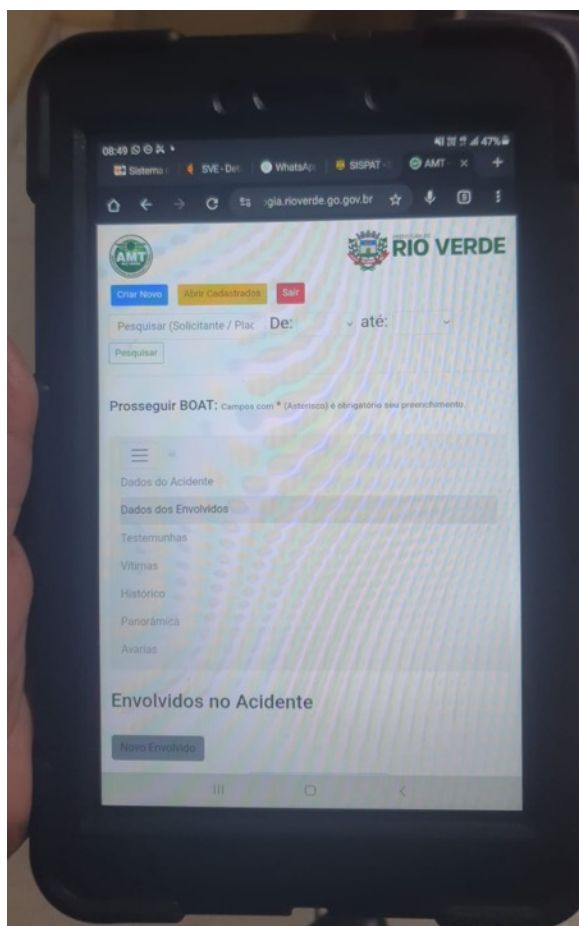 08:49
47%
Sistema
SVE - Det
WhatsAp
SISPAT -
AMT -
gia.rioverde.go.gov.br
AMT
RIO VERDE
Criar Novo
Abrir Cadastrados
Sair
Pesquisar (Solicitante / Plac
De:
até:
Pesquisar
Prosseguir BOAT: Campos com * (Asterisco) é obrigatório seu preenchimento.
Dados do Acidente
Dados dos Envolvidos
Testemunhas
Vítimas
Histórico
Panorâmica
Avarias
Envolvidos no Acidente
Novo Envolvido